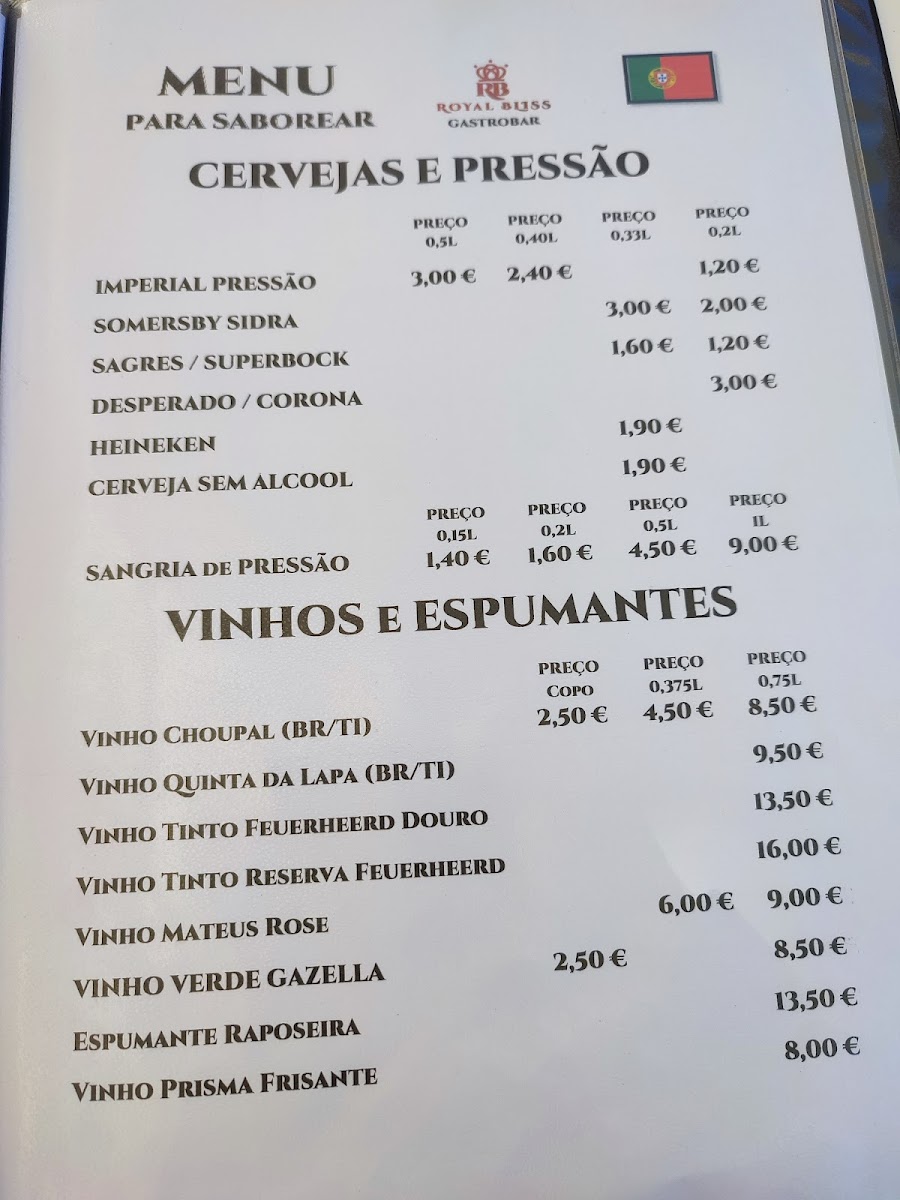 MENU
PARA SABOREAR
RB
ROYAL BLISS
GASTROBAR
CERVEJAS E PRESSÃO
PREÇO PREÇO PREÇO PREÇO
0,5L 0,40L 0,33L 0,2L
IMPERIAL PRESSÃO 3,00 € 2,40 € 1,20 €
SOMERSBY SIDRA 3,00 € 2,00 €
SAGRES / SUPERBOCK 1,60 € 1,20 €
DESPERADO / CORONA 3,00 €
HEINEKEN 1,90 €
CERVEJA SEM ALCOOL 1,90 €
PREÇO PREÇO PREÇO PREÇO
0,15L 0,2L 0,5L 1L
SANGRIA DE PRESSÃO 1,40 € 1,60 € 4,50 € 9,00 €
VINHOS E ESPUMANTES
PREÇO PREÇO PREÇO
COPO 0,375L 0,75L
VINHO CHOUPAL (BR/TI) 2,50 € 4,50 € 8,50 €
VINHO QUINTA DA LAPA (BR/TI) 9,50 €
VINHO TINTO FEUERHEERD DOURO 13,50 €
VINHO TINTO RESERVA FEUERHEERD 16,00 €
VINHO MATEUS ROSE 6,00 € 9,00 €
VINHO VERDE GAZELLA 2,50 € 8,50 €
ESPUMANTE RAPOSEIRA 13,50 €
VINHO PRISMA FRISANTE 8,00 €